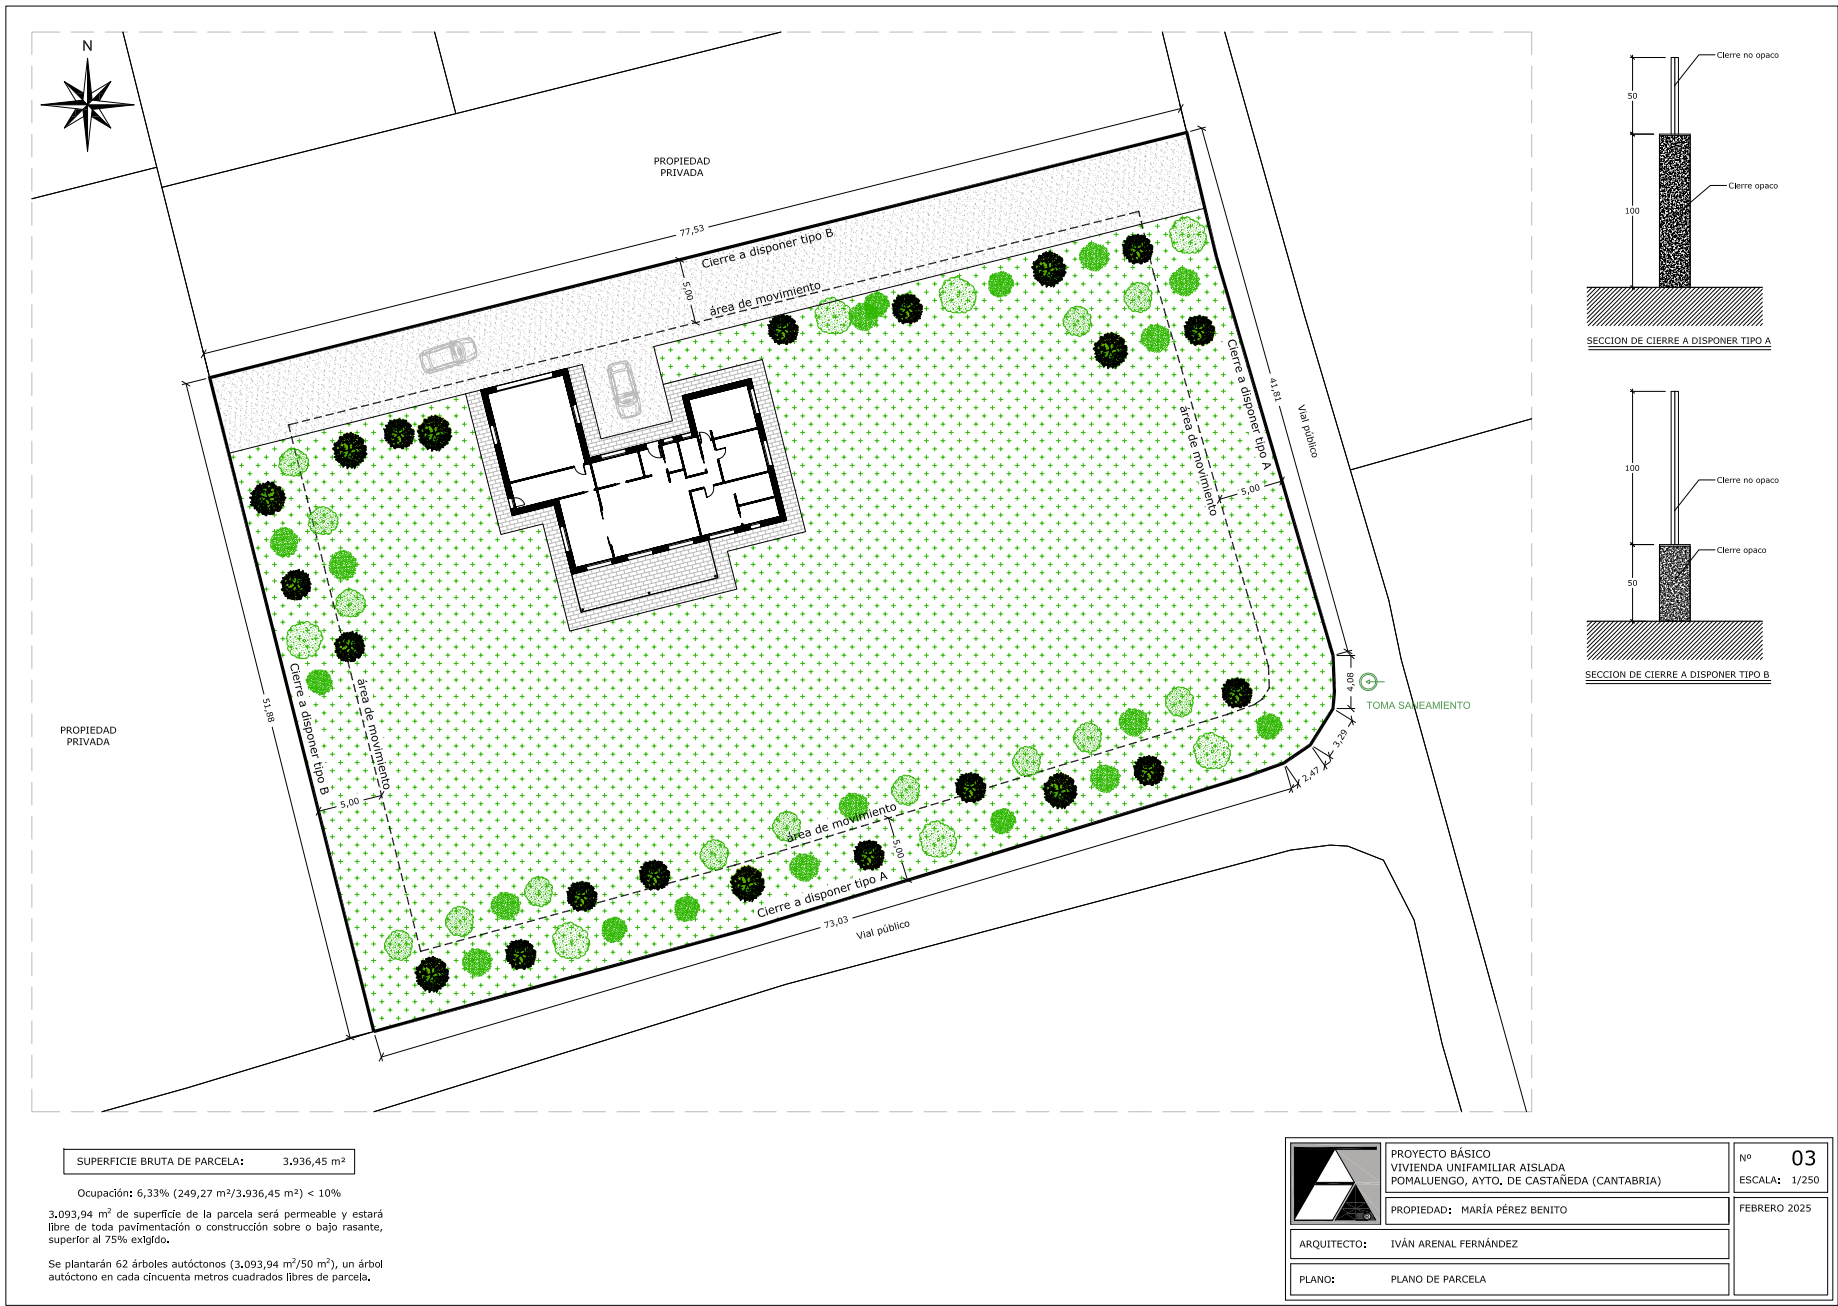 N
PROPIEDAD
PRIVADA
77,53
Cierre a disponer tipo B
5,00
área de movimiento
Cierre a disponer tipo A
41,81
Vial público
área de movimiento
5,00
4,08
TOMA SANEAMIENTO
3,29
2,47
PROPIEDAD
PRIVADA
51,88
Cierre a disponer tipo B
área de movimiento
5,00
área de movimiento
5,00
Cierre a disponer tipo A
73,03
Vial público
Cierre no opaco
50
Cierre opaco
100
SECCION DE CIERRE A DISPONER TIPO A
100
Cierre no opaco
Cierre opaco
50
SECCION DE CIERRE A DISPONER TIPO B
SUPERFICIE BRUTA DE PARCELA: 3.936,45 m²
Ocupación: 6,33% (249,27 m²/3.936,45 m²) < 10%
3.093,94 m² de superficie de la parcela será permeable y estará
libre de toda pavimentación o construcción sobre o bajo rasante,
superior al 75% exigido.
Se plantarán 62 árboles autóctonos (3.093,94 m²/50 m²), un árbol
autóctono en cada cincuenta metros cuadrados libres de parcela.
PROYECTO BÁSICO
VIVIENDA UNIFAMILIAR AISLADA
POMALUENGO, AYTO. DE CASTAÑEDA (CANTABRIA)
Nº 03
ESCALA: 1/250
PROPIEDAD: MARÍA PÉREZ BENITO
FEBRERO 2025
ARQUITECTO: IVÁN ARENAL FERNÁNDEZ
PLANO: PLANO DE PARCELA